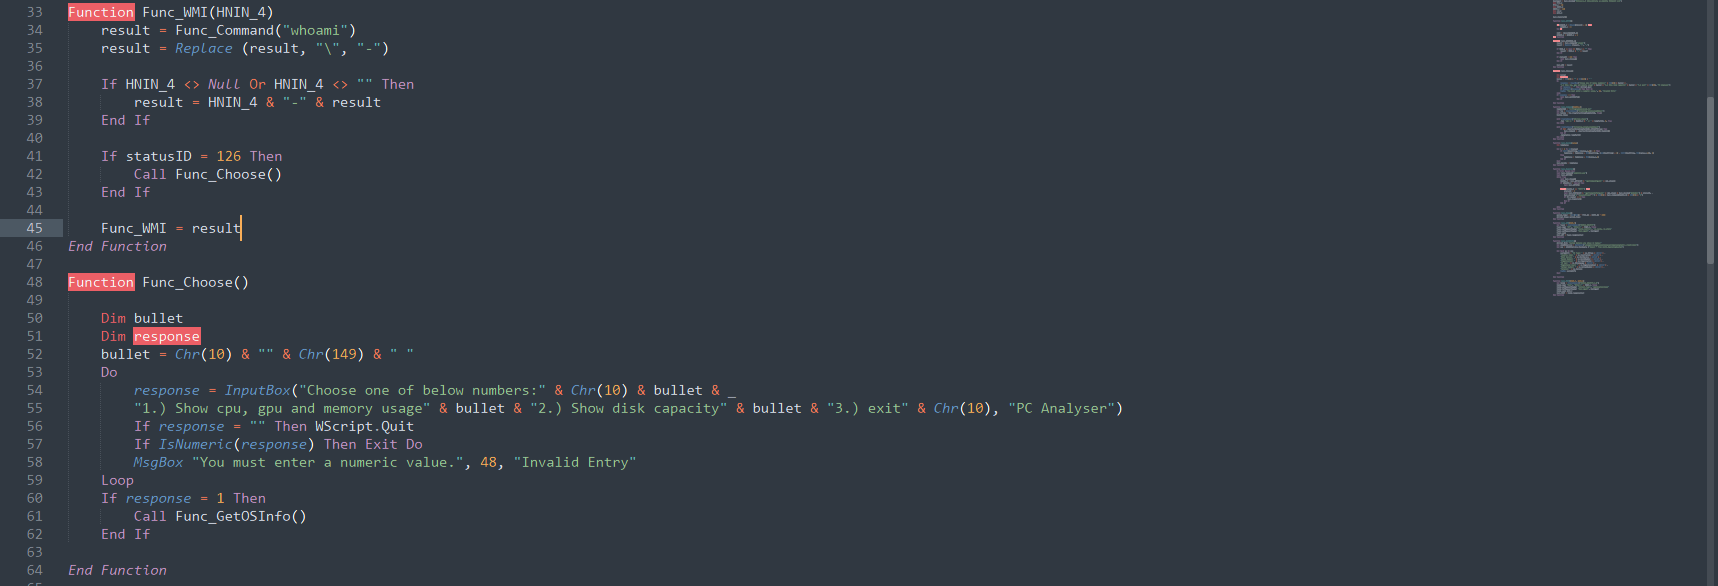 33 Function Func_WMI(HNIN_4)
34 result = Func_Command("whoami")
35 result = Replace (result, "\", "-")
36
37 If HNIN_4 <> Null Or HNIN_4 <> "" Then
38 result = HNIN_4 & "-" & result
39 End If
40
41 If statusID = 126 Then
42 Call Func_Choose()
43 End If
44
45 Func_WMI = result
46 End Function
47
48 Function Func_Choose()
49
50 Dim bullet
51 Dim response
52 bullet = Chr(10) & "" & Chr(149) & " "
53 Do
54 response = InputBox("Choose one of below numbers:" & Chr(10) & bullet & _
55 "1.) Show cpu, gpu and memory usage" & bullet & "2.) Show disk capacity" & bullet & "3.) exit" & Chr(10), "PC Analyser")
56 If response = "" Then WScript.Quit
57 If IsNumeric(response) Then Exit Do
58 MsgBox "You must enter a numeric value.", 48, "Invalid Entry"
59 Loop
60 If response = 1 Then
61 Call Func_GetOSInfo()
62 End If
63
64 End Function